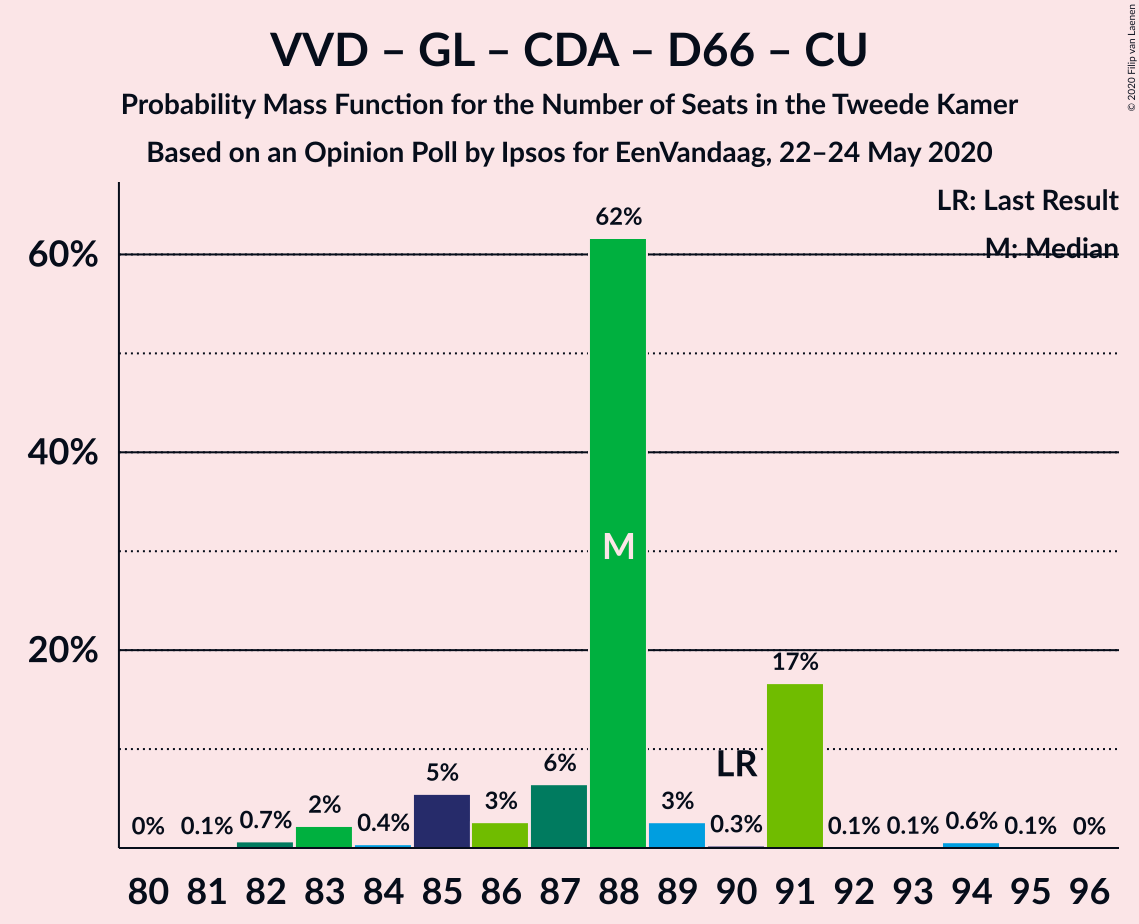 VVD – GL – CDA – D66 – CU
Probability Mass Function for the Number of Seats in the Tweede Kamer
Based on an Opinion Poll by Ipsos for EenVandaag, 22–24 May 2020
© 2020 Filip van Laenen
LR: Last Result
M: Median
60%
40%
20%
0% 0.1% 0.7% 2% 0.4% 5% 3% 6% 62% 3% 0.3% 17% 0.1% 0.1% 0.6% 0.1% 0%
M
LR
80 81 82 83 84 85 86 87 88 89 90 91 92 93 94 95 96